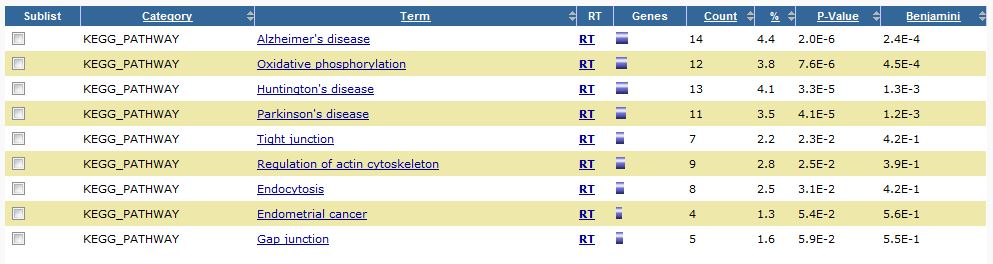 Sublist Category Term RT Genes Count % P-Value Benjamini
KEGG_PATHWAY Alzheimer's disease RT 14 4.4 2.0E-6 2.4E-4
KEGG_PATHWAY Oxidative phosphorylation RT 12 3.8 7.6E-6 4.5E-4
KEGG_PATHWAY Huntington's disease RT 13 4.1 3.3E-5 1.3E-3
KEGG_PATHWAY Parkinson's disease RT 11 3.5 4.1E-5 1.2E-3
KEGG_PATHWAY Tight junction RT 7 2.2 2.3E-2 4.2E-1
KEGG_PATHWAY Regulation of actin cytoskeleton RT 9 2.8 2.5E-2 3.9E-1
KEGG_PATHWAY Endocytosis RT 8 2.5 3.1E-2 4.2E-1
KEGG_PATHWAY Endometrial cancer RT 4 1.3 5.4E-2 5.6E-1
KEGG_PATHWAY Gap junction RT 5 1.6 5.9E-2 5.5E-1